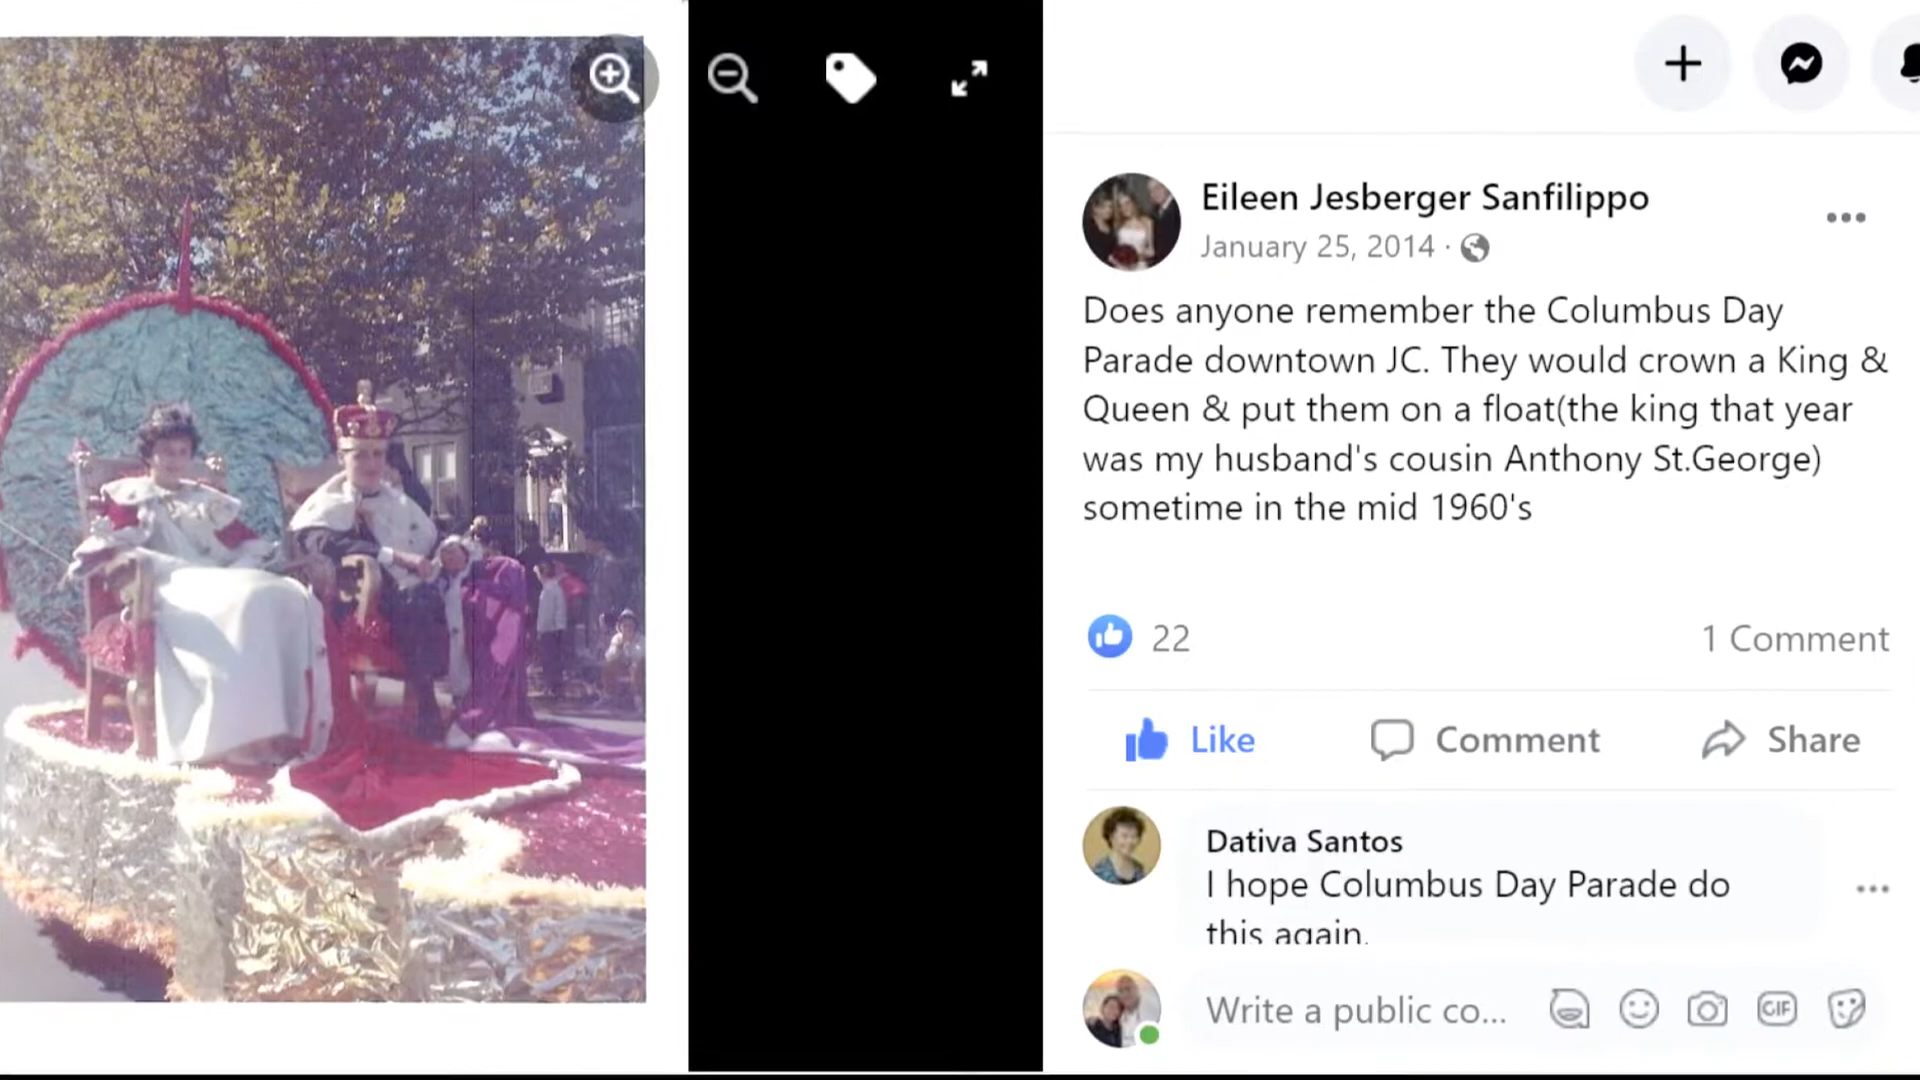 Eileen Jesberger Sanfilippo
January 25, 2014 ·
Does anyone remember the Columbus Day
Parade downtown JC. They would crown a King &
Queen & put them on a float(the king that year
was my husband's cousin Anthony St.George)
sometime in the mid 1960's
22
1 Comment
Like
Comment
Share
Dativa Santos
I hope Columbus Day Parade do
this again.
Write a public co...
GIF